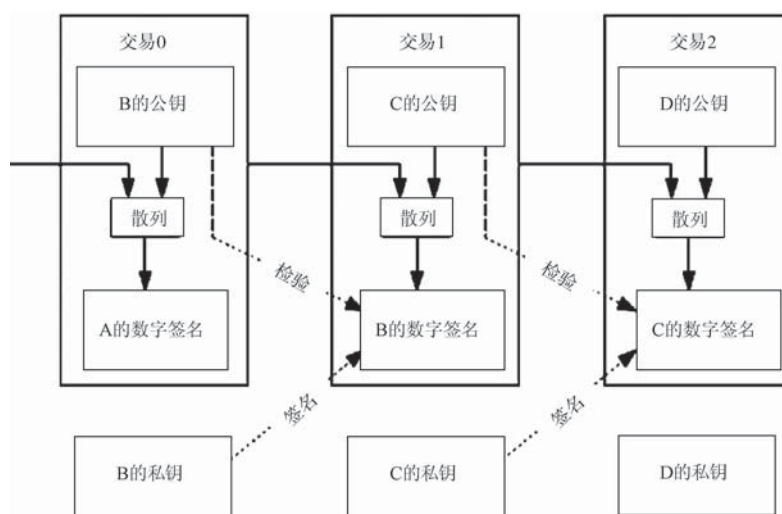 交易0
交易1
交易2
B的公钥
C的公钥
D的公钥
散列
散列
散列
检验
检验
A的数字签名
B的数字签名
C的数字签名
签名
签名
B的私钥
C的私钥
D的私钥